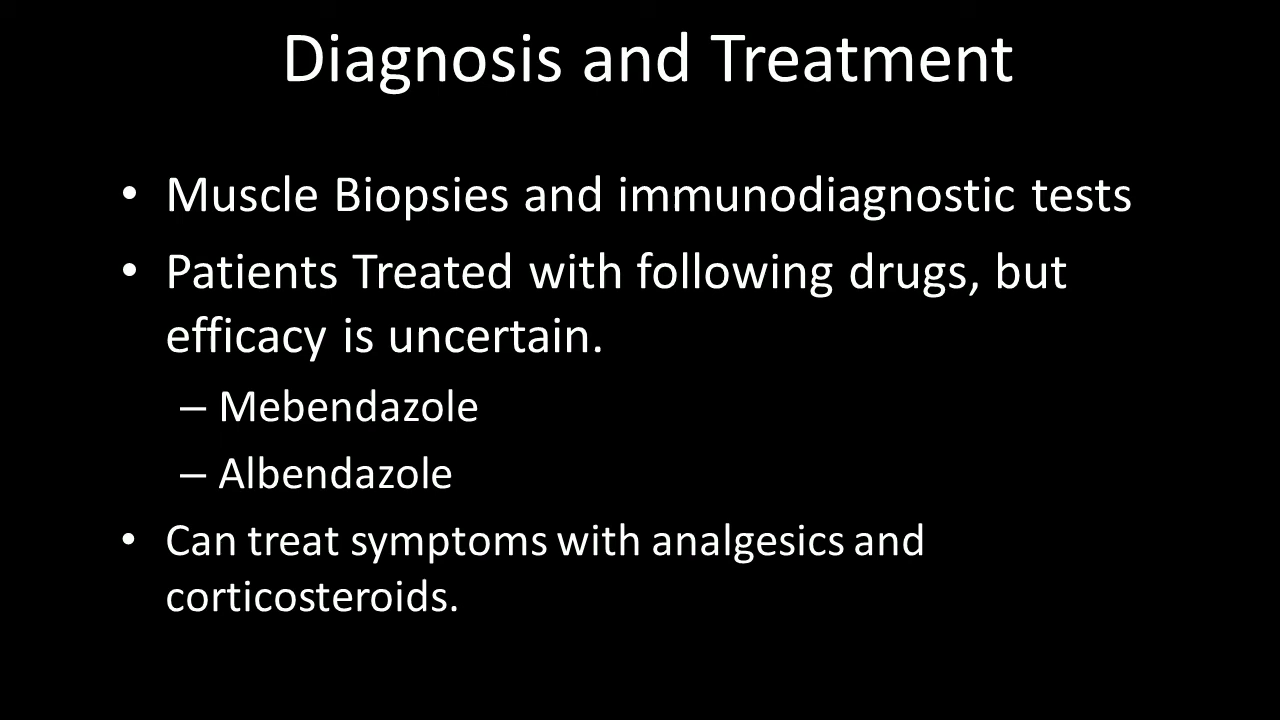 Diagnosis and Treatment
• Muscle Biopsies and immunodiagnostic tests
• Patients Treated with following drugs, but
efficacy is uncertain.
– Mebendazole
– Albendazole
• Can treat symptoms with analgesics and
corticosteroids.